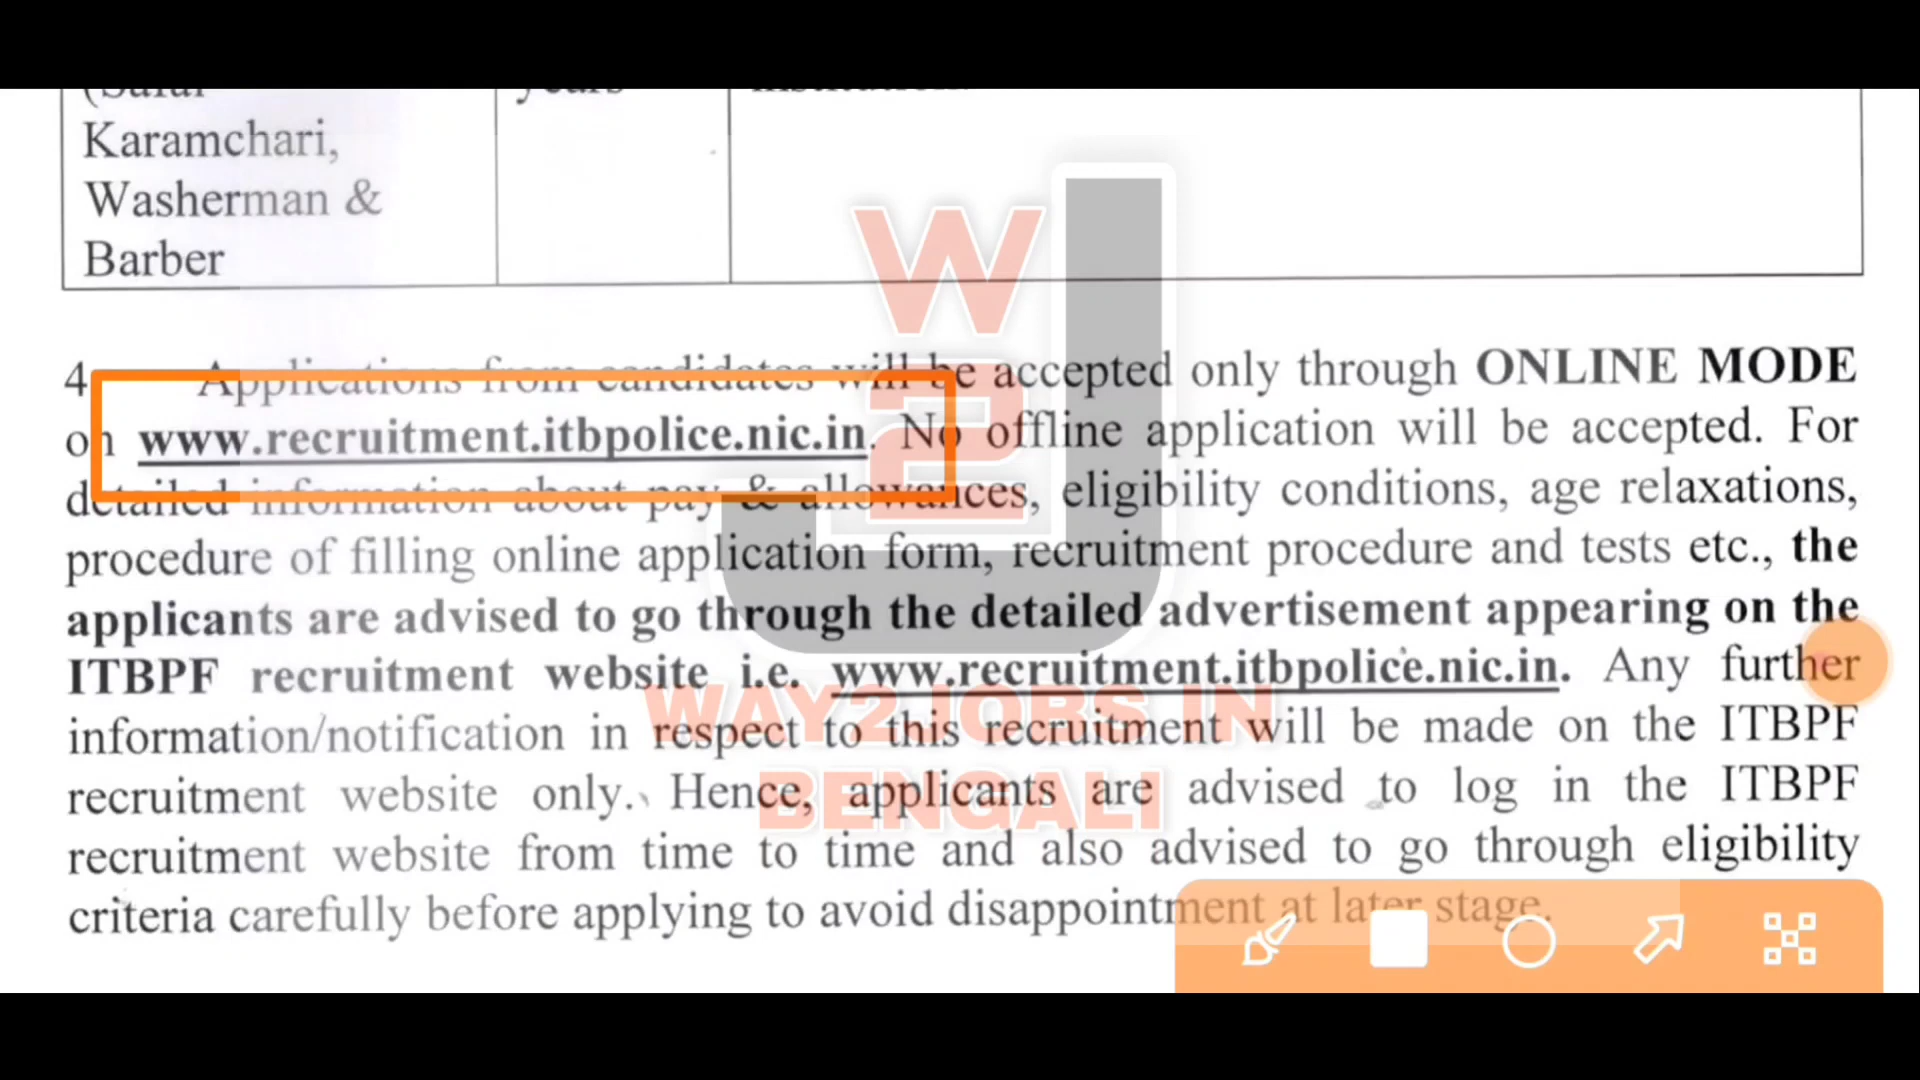 (Safai
years
institution.
Karamchari,
Washerman &
Barber
4 Applications from candidates will be accepted only through ONLINE MODE
on www.recruitment.itbpolice.nic.in. No offline application will be accepted. For
detailed information about pay & allowances, eligibility conditions, age relaxations,
procedure of filling online application form, recruitment procedure and tests etc., the
applicants are advised to go through the detailed advertisement appearing on the
ITBPF recruitment website i.e. www.recruitment.itbpolice.nic.in. Any further
information/notification in respect to this recruitment will be made on the ITBPF
recruitment website only. Hence, applicants are advised to log in the ITBPF
recruitment website from time to time and also advised to go through eligibility
criteria carefully before applying to avoid disappointment at later stage.
W
2
J
WAY2JOBS IN
BENGALI